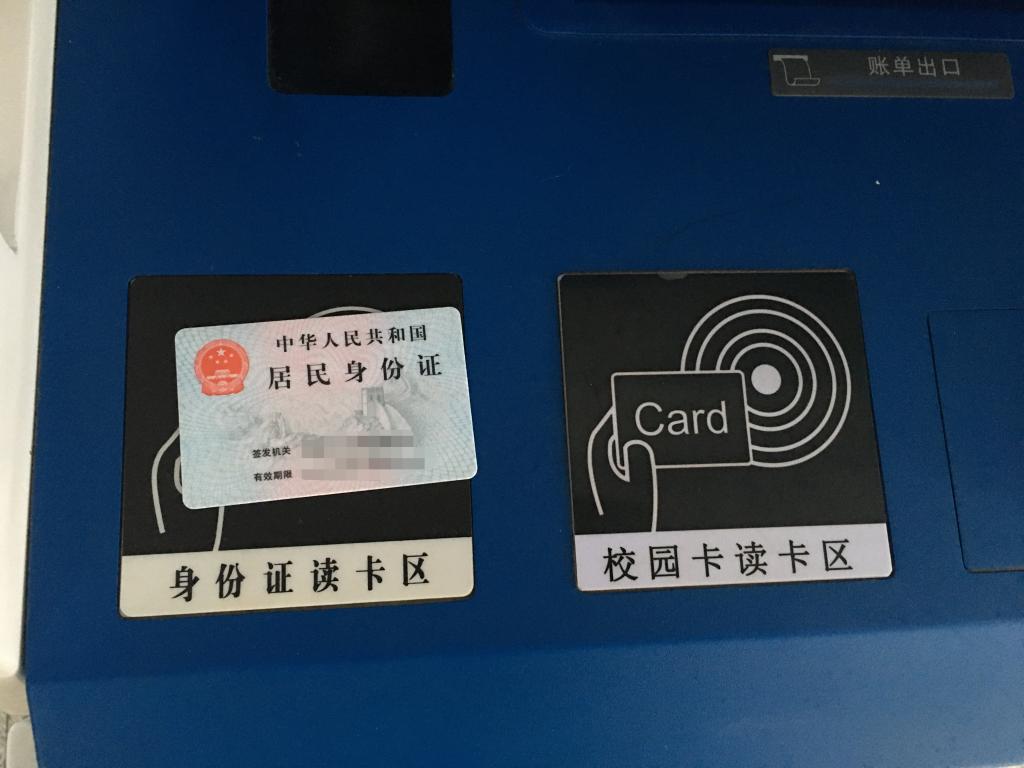 账单出口
中华人民共和国
居民身份证
签发机关
有效期限
Card
身份证读卡区
校园卡读卡区